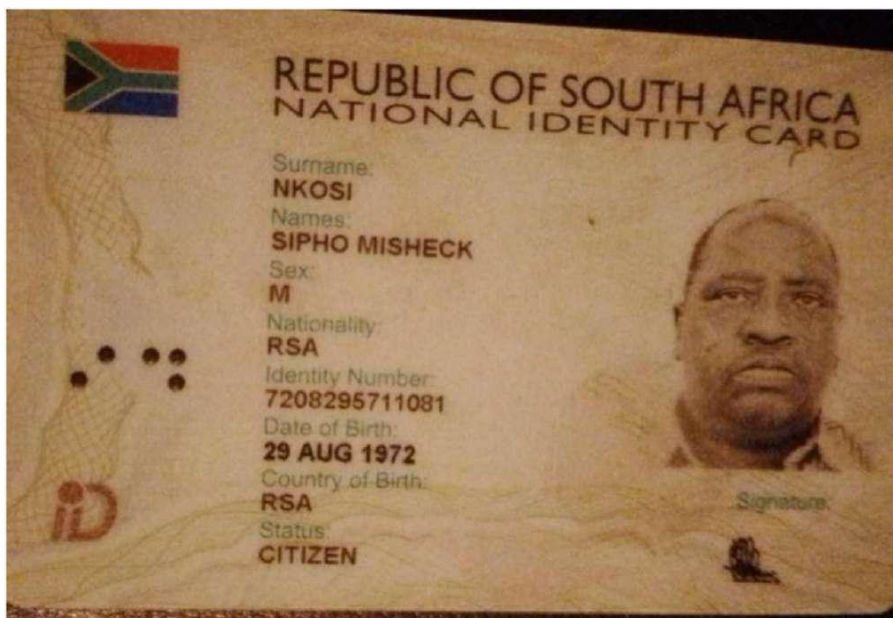 REPUBLIC OF SOUTH AFRICA
NATIONAL IDENTITY CARD
Surname:
NKOSI
Names:
SIPHO MISHECK
Sex:
M
Nationality:
RSA
Identity Number:
7208295711081
Date of Birth:
29 AUG 1972
Country of Birth:
RSA
Status:
CITIZEN
Signature:
iD